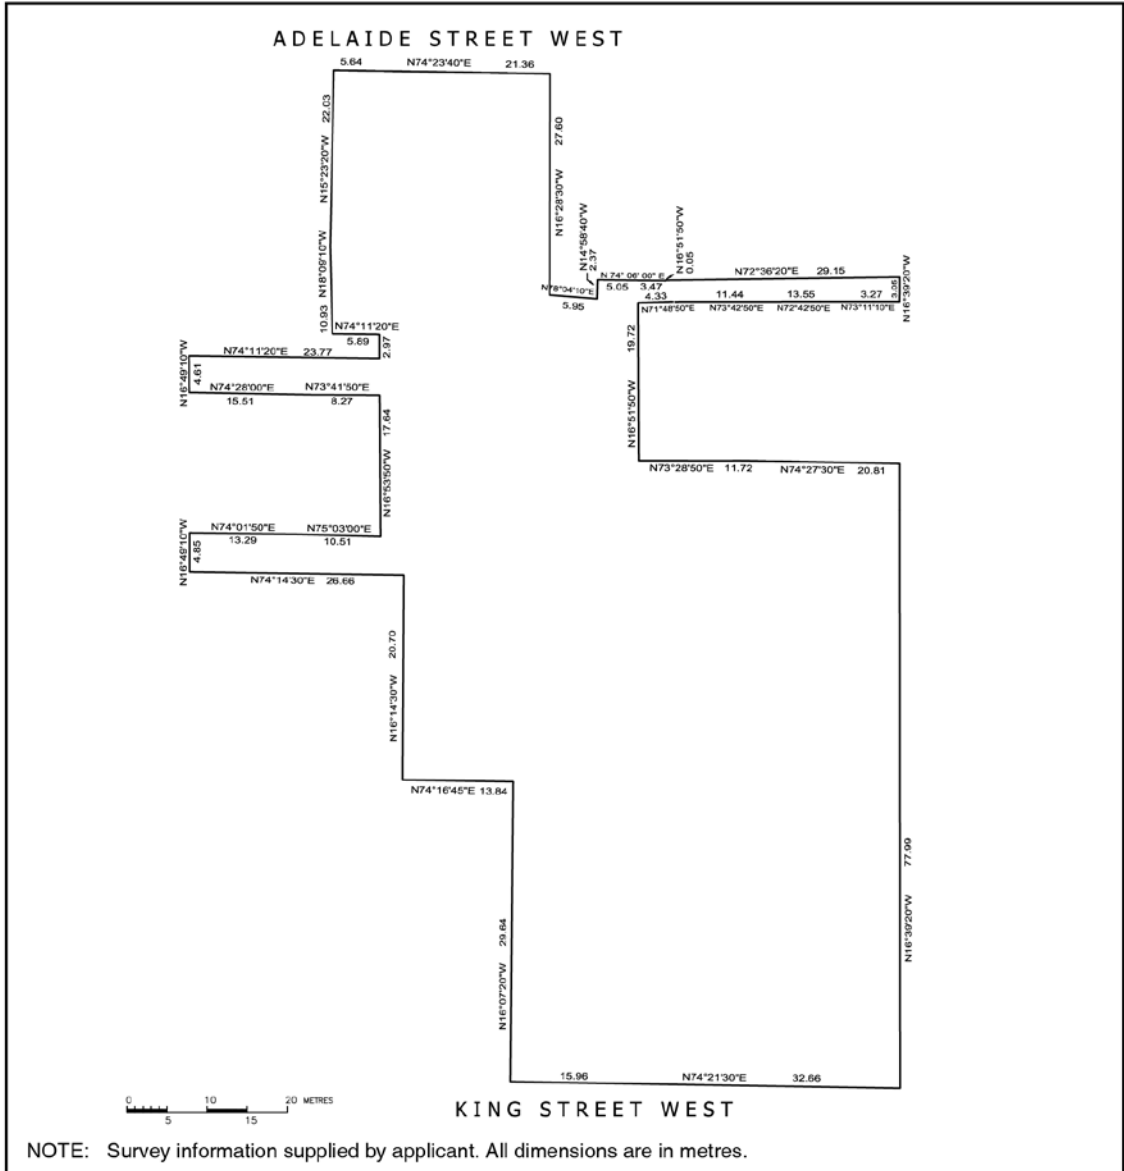 ADELAIDE STREET WEST
5.64 N74°23'40"E 21.36
N15°23'20"W 22.03
N18°09'10"W
10.93
27.60
N16°28'30"W
N14°58'40"W
2.37
N16°51'50"W
0.05
N 74° 06' 00" E
5.05 3.47
N78°04'10"E
5.95
N72°36'20"E 29.15
3.06
N16°39'20"W
4.33 11.44 13.55 3.27
N71°48'50"E N73°42'50"E N72°42'50"E N73°11'10"E
N74°11'20"E
5.89
2.97
N74°11'20"E 23.77
N16°49'10"W
4.61
N74°28'00"E N73°41'50"E
15.51 8.27
17.64
N16°53'50"W
19.72
N16°51'50"W
N73°28'50"E 11.72 N74°27'30"E 20.81
N74°01'50"E N75°03'00"E
13.29 10.51
N16°49'10"W
4.85
N74°14'30"E 26.66
20.70
N16°14'30"W
N74°16'45"E 13.84
29.64
N16°07'20"W
77.99
N16°39'20"W
15.96 N74°21'30"E 32.66
0 10 20 METRES
5 15
KING STREET WEST
NOTE: Survey information supplied by applicant. All dimensions are in metres.